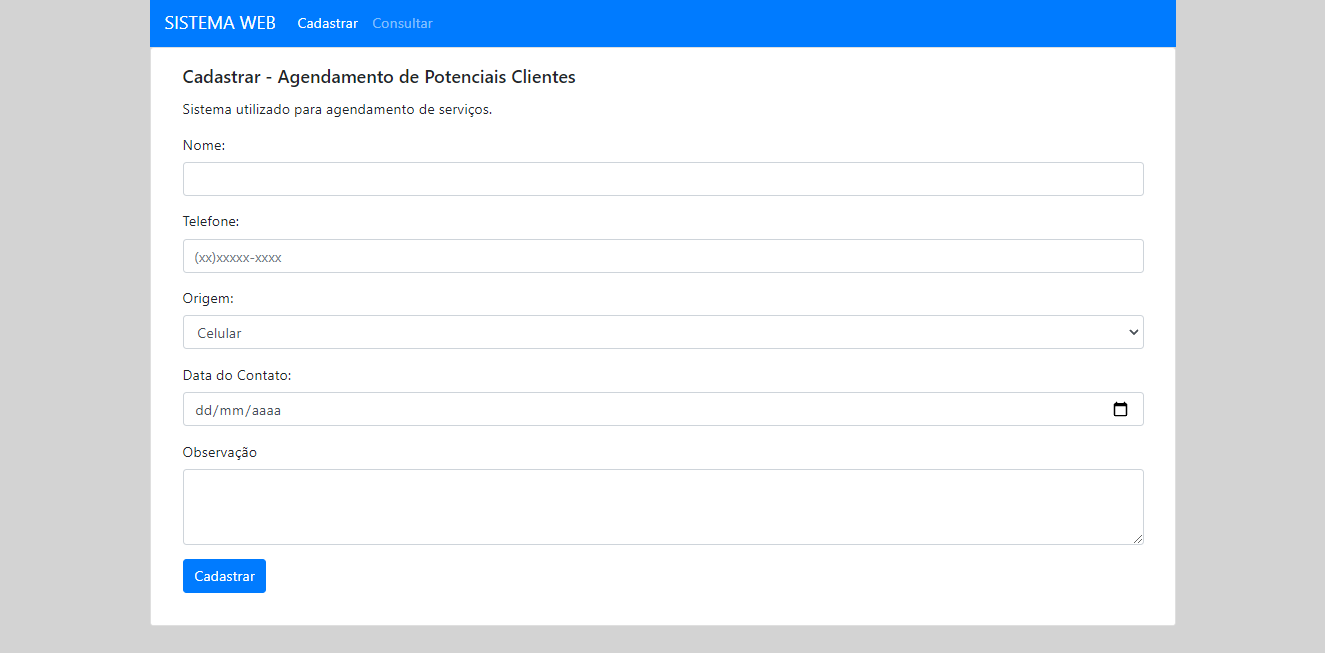 SISTEMA WEB Cadastrar Consultar
Cadastrar - Agendamento de Potenciais Clientes
Sistema utilizado para agendamento de serviços.
Nome:
Telefone:
(xx)xxxxx-xxxx
Origem:
Celular
Data do Contato:
dd/mm/aaaa
Observação
Cadastrar